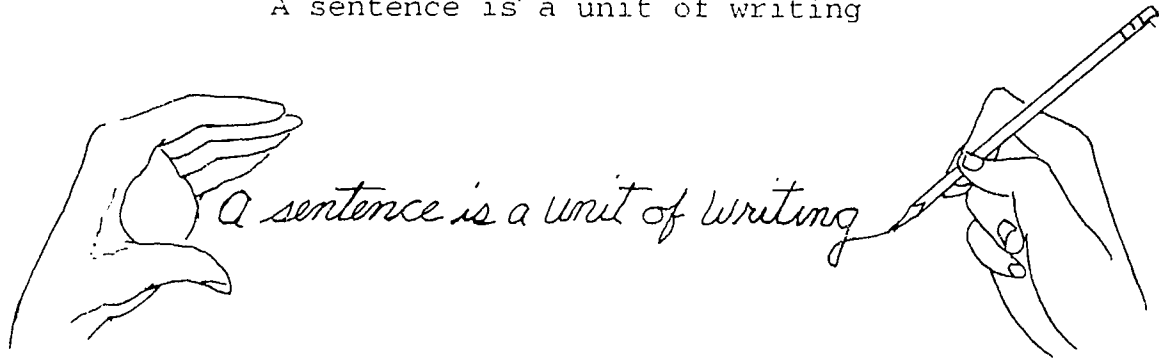 A sentence is a unit of writing
a sentence is a unit of writing